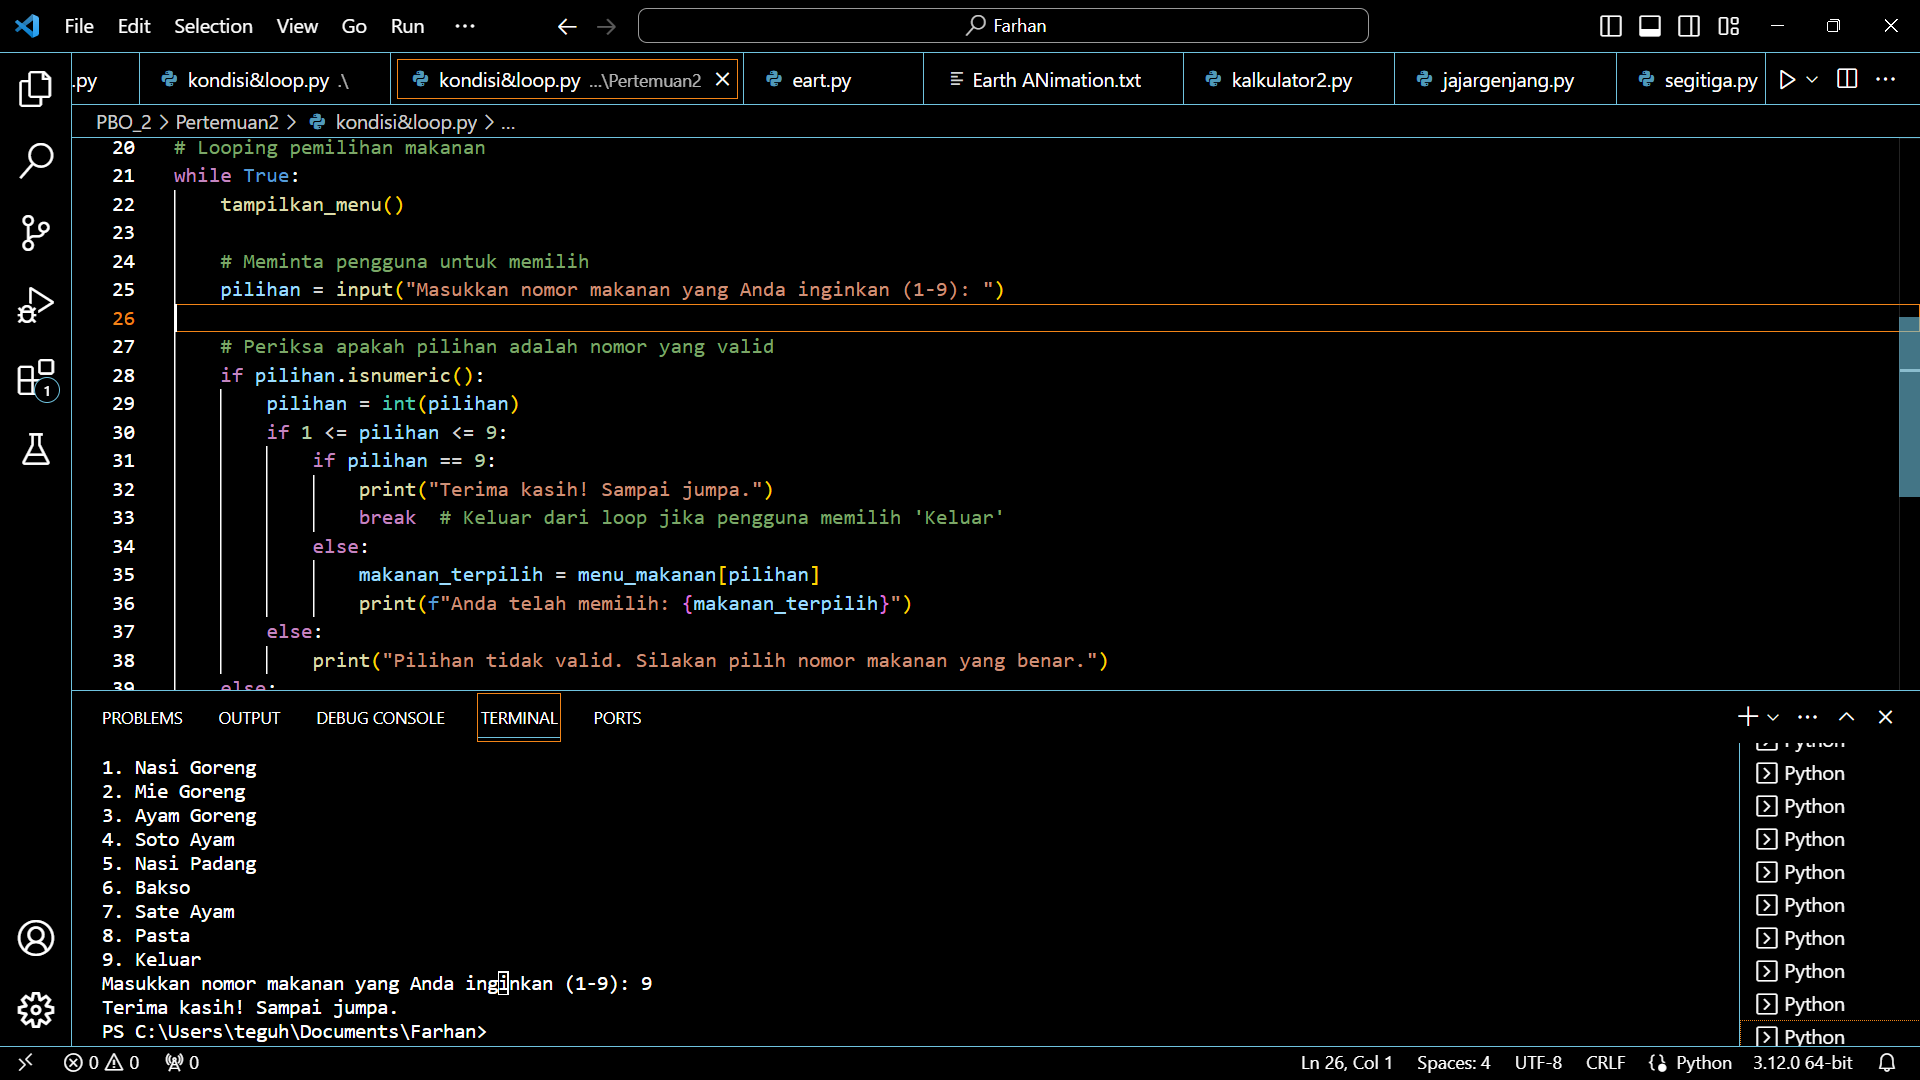 File Edit Selection View Go Run ···
Farhan
.py
kondisi&loop.py .\
kondisi&loop.py ...\Pertemuan2
eart.py
Earth ANimation.txt
kalkulator2.py
jajargenjang.py
segitiga.py
PBO_2 > Pertemuan2 > kondisi&loop.py > ...
20 # Looping pemilihan makanan
21 while True:
22     tampilkan_menu()
23
24     # Meminta pengguna untuk memilih
25     pilihan = input("Masukkan nomor makanan yang Anda inginkan (1-9): ")
26
27     # Periksa apakah pilihan adalah nomor yang valid
28     if pilihan.isnumeric():
29         pilihan = int(pilihan)
30         if 1 <= pilihan <= 9:
31             if pilihan == 9:
32                 print("Terima kasih! Sampai jumpa.")
33                 break  # Keluar dari loop jika pengguna memilih 'Keluar'
34             else:
35                 makanan_terpilih = menu_makanan[pilihan]
36                 print(f"Anda telah memilih: {makanan_terpilih}")
37         else:
38             print("Pilihan tidak valid. Silakan pilih nomor makanan yang benar.")
39     else:
1
PROBLEMS OUTPUT DEBUG CONSOLE TERMINAL PORTS
1. Nasi Goreng
2. Mie Goreng
3. Ayam Goreng
4. Soto Ayam
5. Nasi Padang
6. Bakso
7. Sate Ayam
8. Pasta
9. Keluar
Masukkan nomor makanan yang Anda inginkan (1-9): 9
Terima kasih! Sampai jumpa.
PS C:\Users\teguh\Documents\Farhan>
Python
Python
Python
Python
Python
Python
Python
Python
Python
Python
0 0 0
Ln 26, Col 1 Spaces: 4 UTF-8 CRLF Python 3.12.0 64-bit